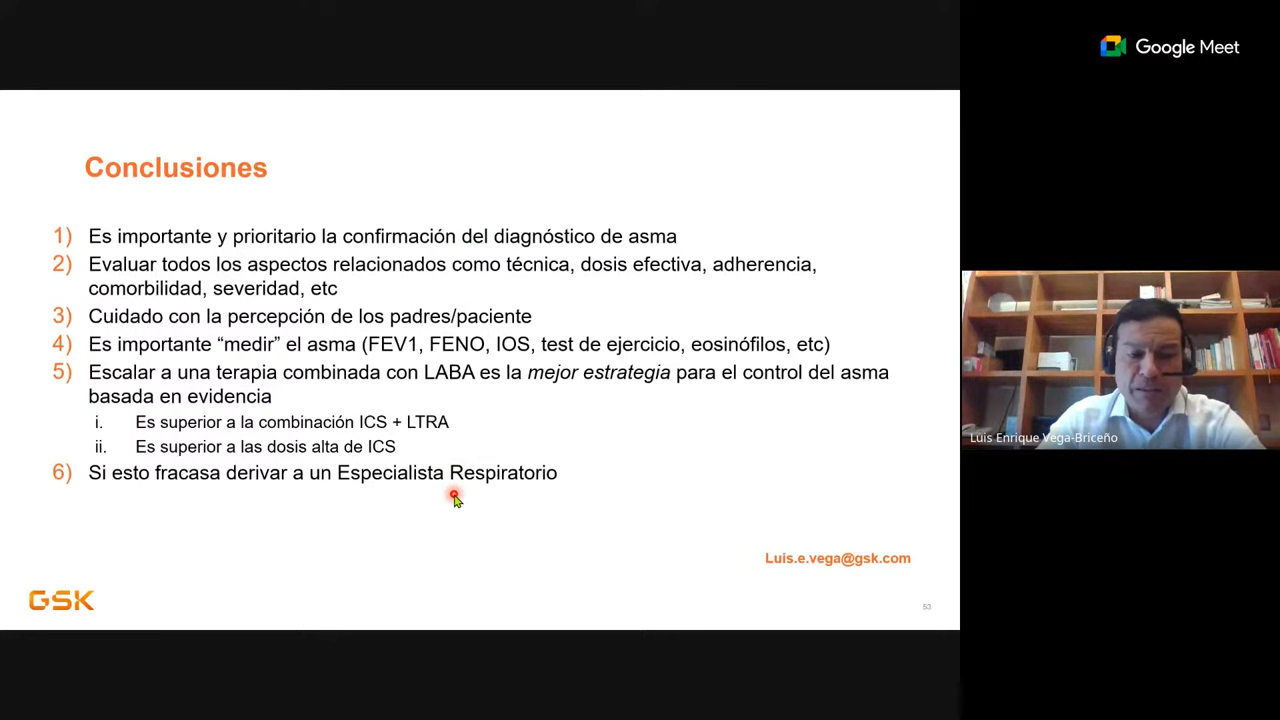 Google Meet
Conclusiones
1) Es importante y prioritario la confirmación del diagnóstico de asma
2) Evaluar todos los aspectos relacionados como técnica, dosis efectiva, adherencia,
comorbilidad, severidad, etc
3) Cuidado con la percepción de los padres/paciente
4) Es importante “medir” el asma (FEV1, FENO, IOS, test de ejercicio, eosinófilos, etc)
5) Escalar a una terapia combinada con LABA es la mejor estrategia para el control del asma
basada en evidencia
i. Es superior a la combinación ICS + LTRA
ii. Es superior a las dosis alta de ICS
6) Si esto fracasa derivar a un Especialista Respiratorio
Luis.e.vega@gsk.com
GSK
53
Luis Enrique Vega-Briceño